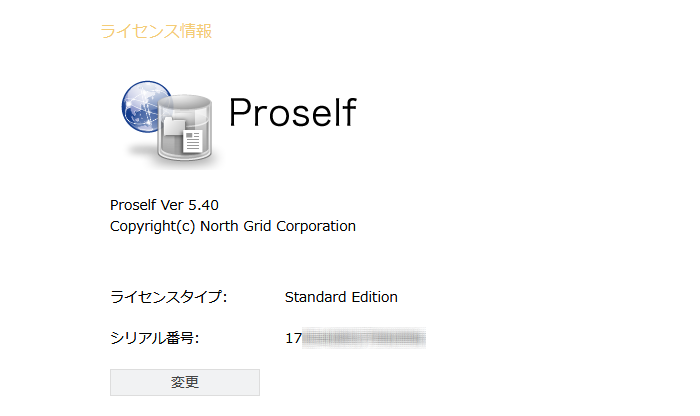 ライセンス情報
Proself
Proself Ver 5.40
Copyright(c) North Grid Corporation
ライセンスタイプ: Standard Edition
シリアル番号: 17
変更